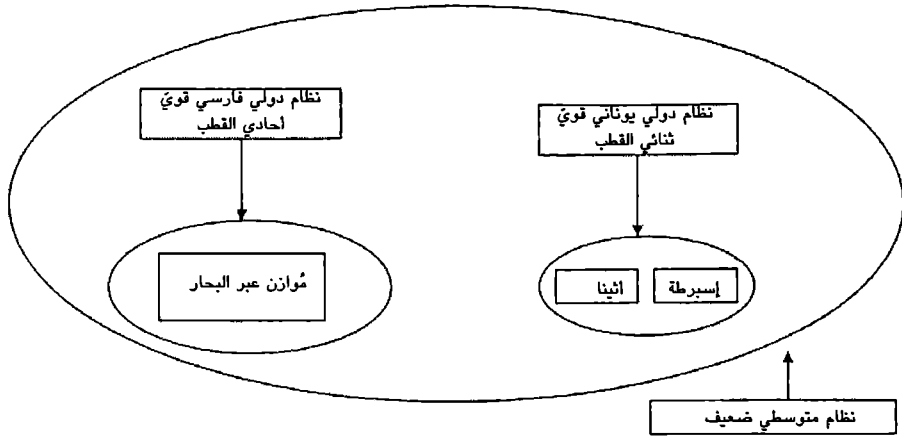 نظام دولي يوناني قويّ
ثنائي القطب
نظام دولي فارسي قويّ
أحادي القطب
إسبرطة
أثينا
مُوازن عبر البحار
نظام متوسطي ضعيف